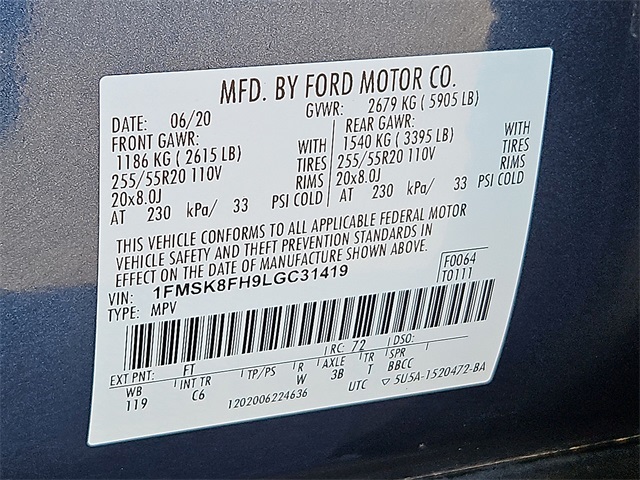 MFD. BY FORD MOTOR CO.
DATE: 06/20 GVWR: 2679 KG ( 5905 LB)
FRONT GAWR: REAR GAWR:
1186 KG ( 2615 LB) WITH 1540 KG ( 3395 LB) WITH
255/55R20 110V TIRES 255/55R20 110V TIRES
20x8.0J RIMS 20x8.0J RIMS
AT 230 kPa/ 33 PSI COLD AT 230 kPa/ 33 PSI COLD
THIS VEHICLE CONFORMS TO ALL APPLICABLE FEDERAL MOTOR
VEHICLE SAFETY AND THEFT PREVENTION STANDARDS IN
EFFECT ON THE DATE OF MANUFACTURE SHOWN ABOVE.
VIN: 1FMSK8FH9LGC31419 F0064
TYPE: MPV T0111
EXT PNT: FT RC: 72 DSO:
WB INT TR TP/PS R AXLE TR SPR
119 C6 W 3B T BBCC
1202006224636 UTC ▽ 5U5A-1520472-BA